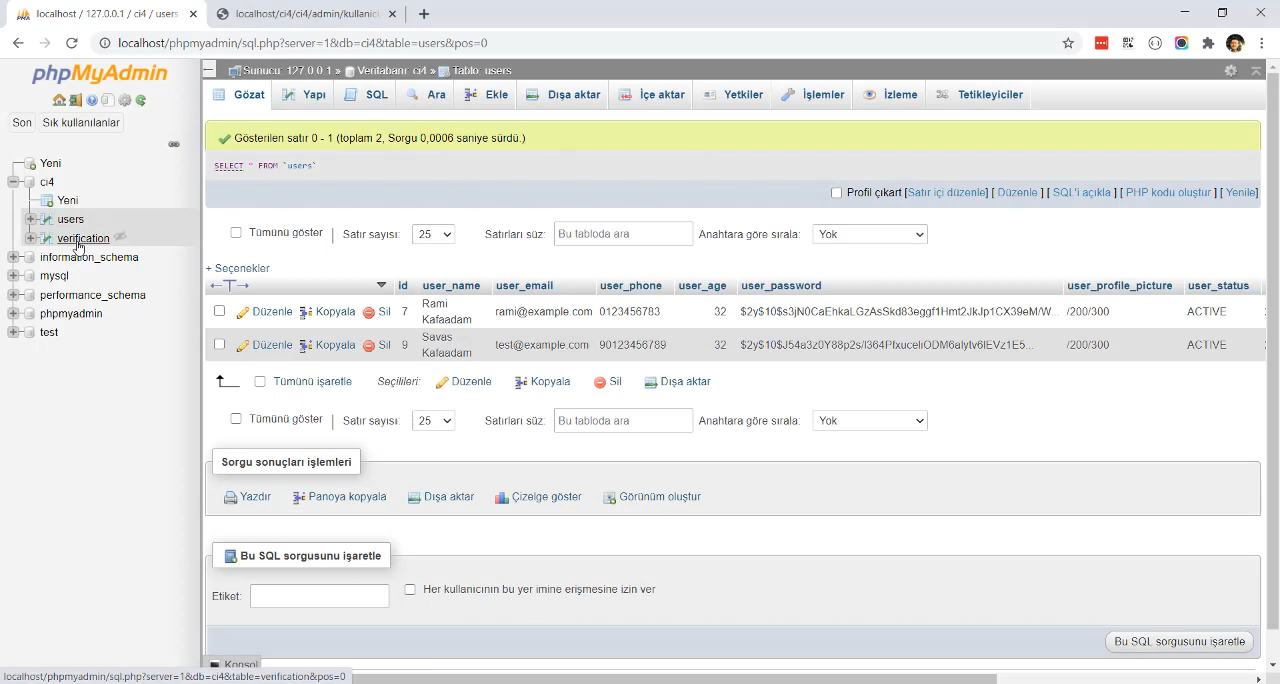 localhost / 127.0.0.1 / ci4 / users
localhost/ci4/ci4/admin/kullanici
localhost/phpmyadmin/sql.php?server=1&db=ci4&table=users&pos=0
phpMyAdmin
Son
Sık kullanılanlar
Yeni
ci4
Yeni
users
verification
information_schema
mysql
performance_schema
phpmyadmin
test
Sunucu: 127.0.0.1 » Veritabanı: ci4 » Tablo: users
Gözat
Yapı
SQL
Ara
Ekle
Dışa aktar
İçe aktar
Yetkiler
İşlemler
İzleme
Tetikleyiciler
Gösterilen satır 0 - 1 (toplam 2, Sorgu 0,0006 saniye sürdü.)
SELECT * FROM `users`
Profil çıkart [Satır içi düzenle] [ Düzenle ] [ SQL'i açıkla ] [ PHP kodu oluştur ] [ Yenile]
Tümünü göster | Satır sayısı: 25 Satırları süz: Bu tabloda ara Anahtara göre sırala: Yok
+ Seçenekler
←T→ id user_name user_email user_phone user_age user_password user_profile_picture user_status
Düzenle Kopyala Sil 7 Rami Kafaadam rami@example.com 0123456783 32 /200/300 ACTIVE
Düzenle Kopyala Sil 9 Savas Kafaadam test@example.com 90123456789 32 /200/300 ACTIVE
Tümünü işaretle Seçilileri: Düzenle Kopyala Sil Dışa aktar
Tümünü göster | Satır sayısı: 25 Satırları süz: Bu tabloda ara Anahtara göre sırala: Yok
Sorgu sonuçları işlemleri
Yazdır Panoya kopyala Dışa aktar Çizelge göster Görünüm oluştur
Bu SQL sorgusunu işaretle
Etiket: Her kullanıcının bu yer imine erişmesine izin ver
Bu SQL sorgusunu işaretle
Konsol
localhost/phpmyadmin/sql.php?server=1&db=ci4&table=verification&pos=0